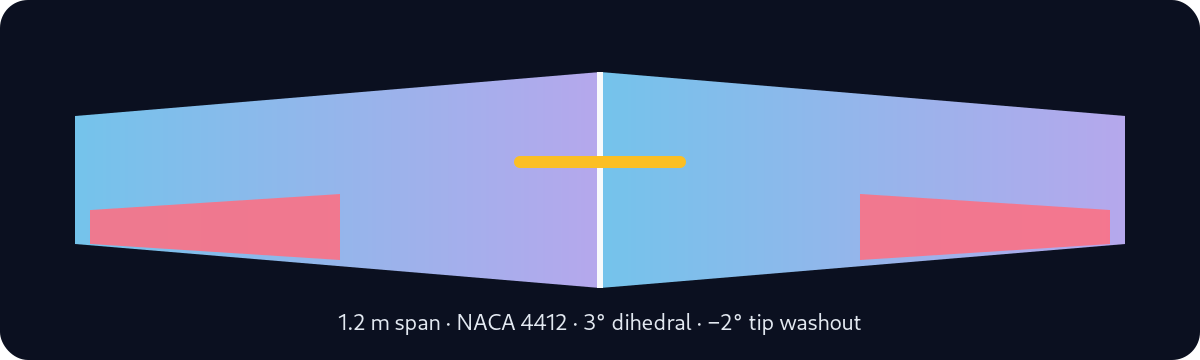 1.2 m span · NACA 4412 · 3° dihedral · −2° tip washout